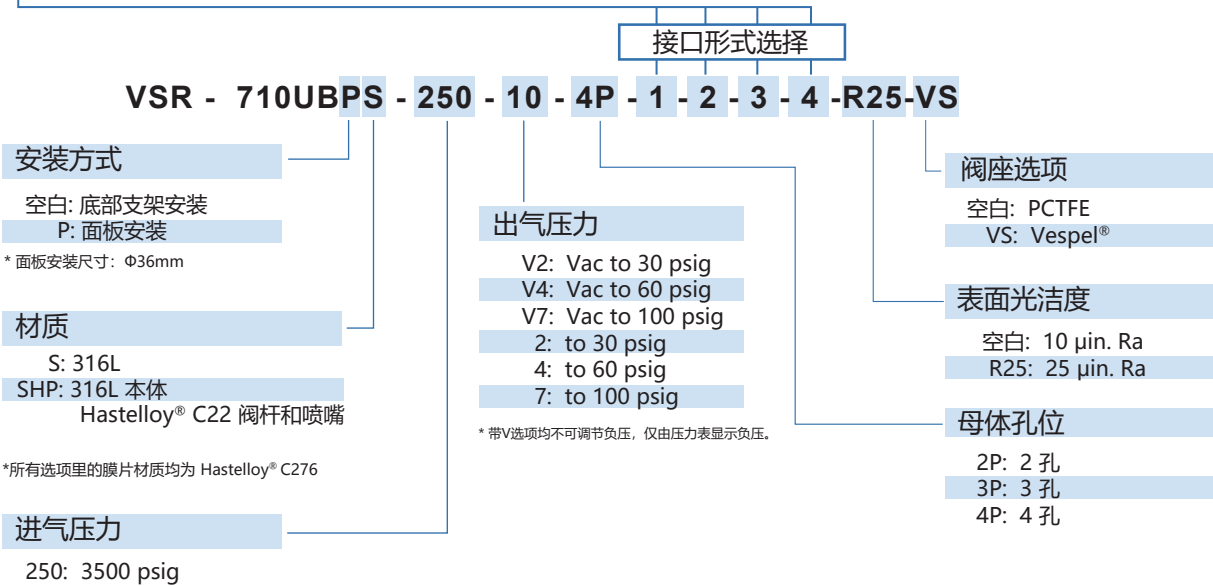 接口形式选择
VSR - 710UBPS - 250 - 10 - 4P - 1 - 2 - 3 - 4 -R25-VS
安装方式
空白: 底部支架安装
P: 面板安装
* 面板安装尺寸：Φ36mm
材质
S: 316L
SHP: 316L 本体
Hastelloy® C22 阀杆和喷嘴
*所有选项里的膜片材质均为 Hastelloy® C276
进气压力
250: 3500 psig
出气压力
V2: Vac to 30 psig
V4: Vac to 60 psig
V7: Vac to 100 psig
2: to 30 psig
4: to 60 psig
7: to 100 psig
* 带V选项均不可调节负压，仅由压力表显示负压。
阀座选项
空白: PCTFE
VS: Vespel®
表面光洁度
空白: 10 μin. Ra
R25: 25 μin. Ra
母体孔位
2P: 2 孔
3P: 3 孔
4P: 4 孔